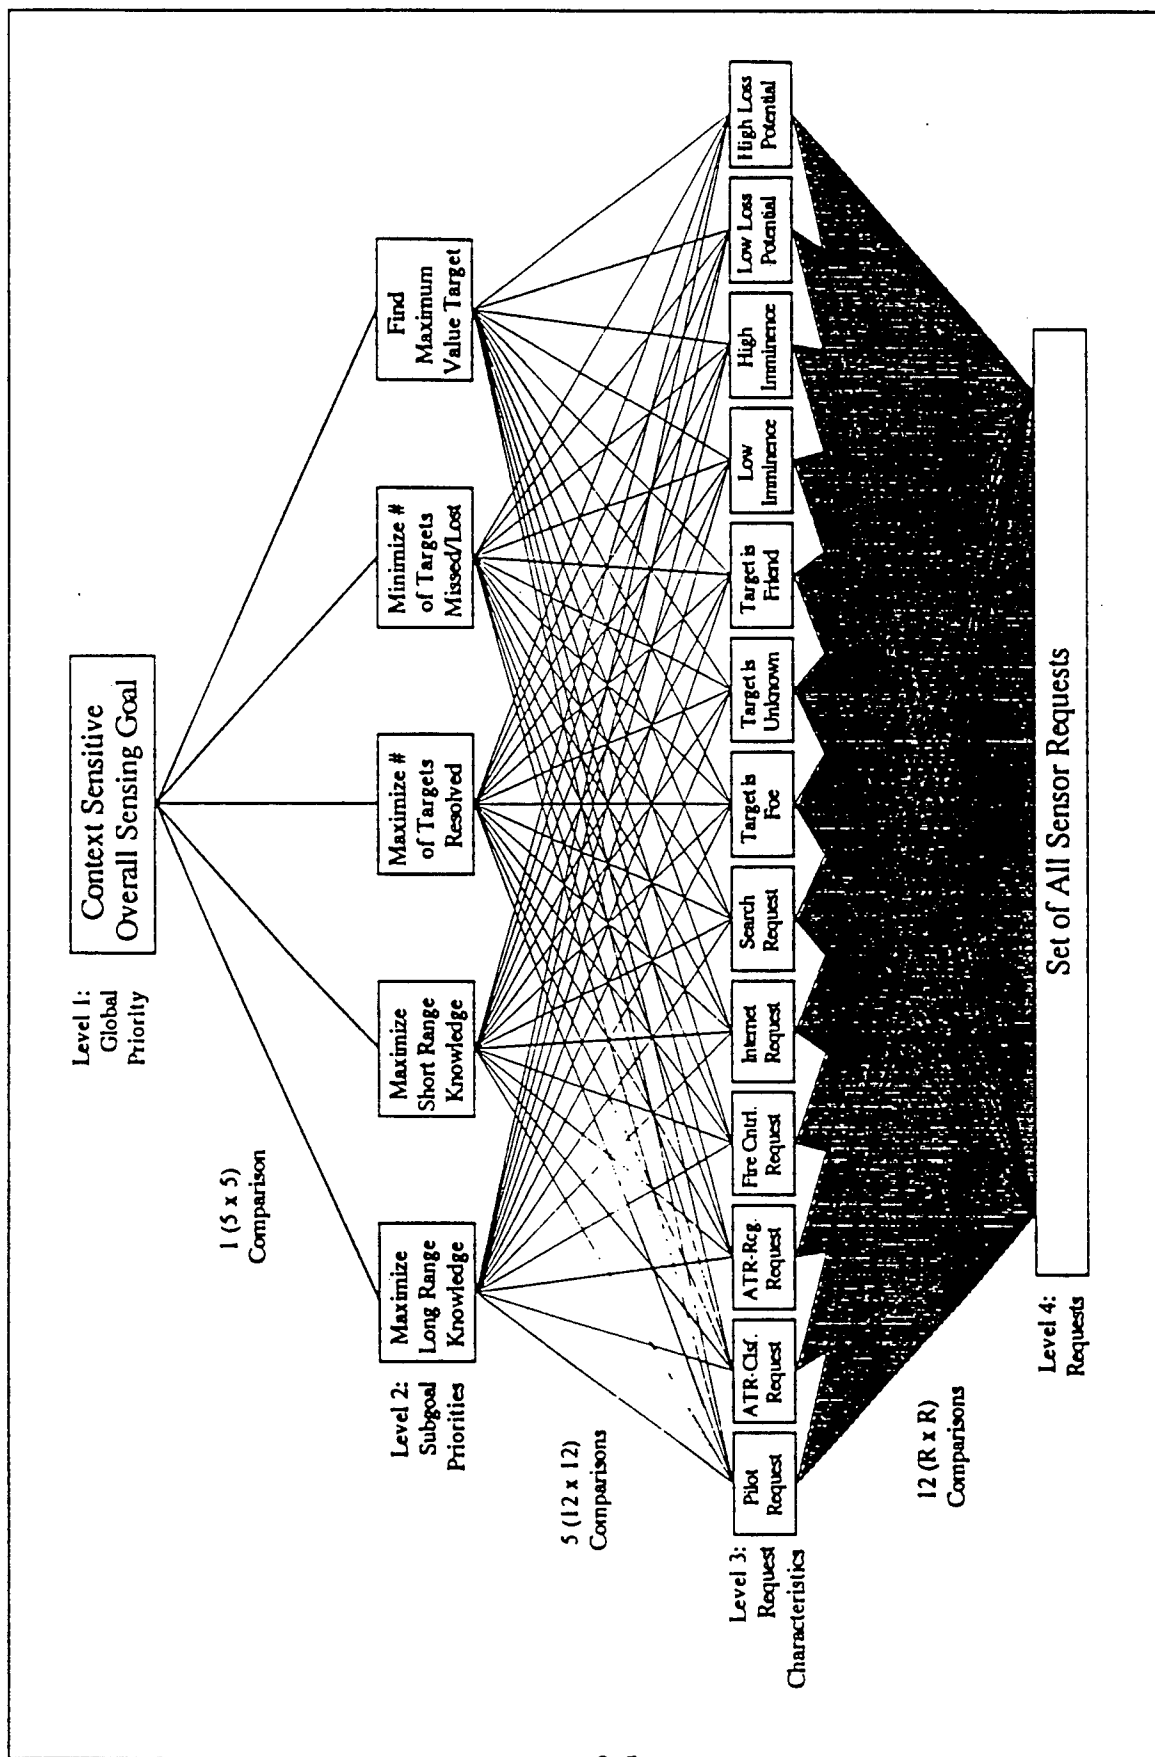 Level 1:
Global
Priority
Context Sensitive
Overall Sensing Goal
1 (5 x 5)
Comparison
Level 2:
Subgoal
Priorities
Maximize
Long Range
Knowledge
Maximize
Short Range
Knowledge
Maximize #
of Targets
Resolved
Minimize #
of Targets
Missed/Lost
Find
Maximum
Value Target
5 (12 x 12)
Comparisons
Level 3:
Request
Characteristics
Pilot
Request
ATR-Clsf.
Request
ATR-Rcg.
Request
Fire Cntrl.
Request
Internet
Request
Search
Request
Target is
Foe
Target is
Unknown
Target is
Friend
Low
Imminence
High
Imminence
Low Loss
Potential
High Loss
Potential
12 (R x R)
Comparisons
Level 4:
Requests
Set of All Sensor Requests